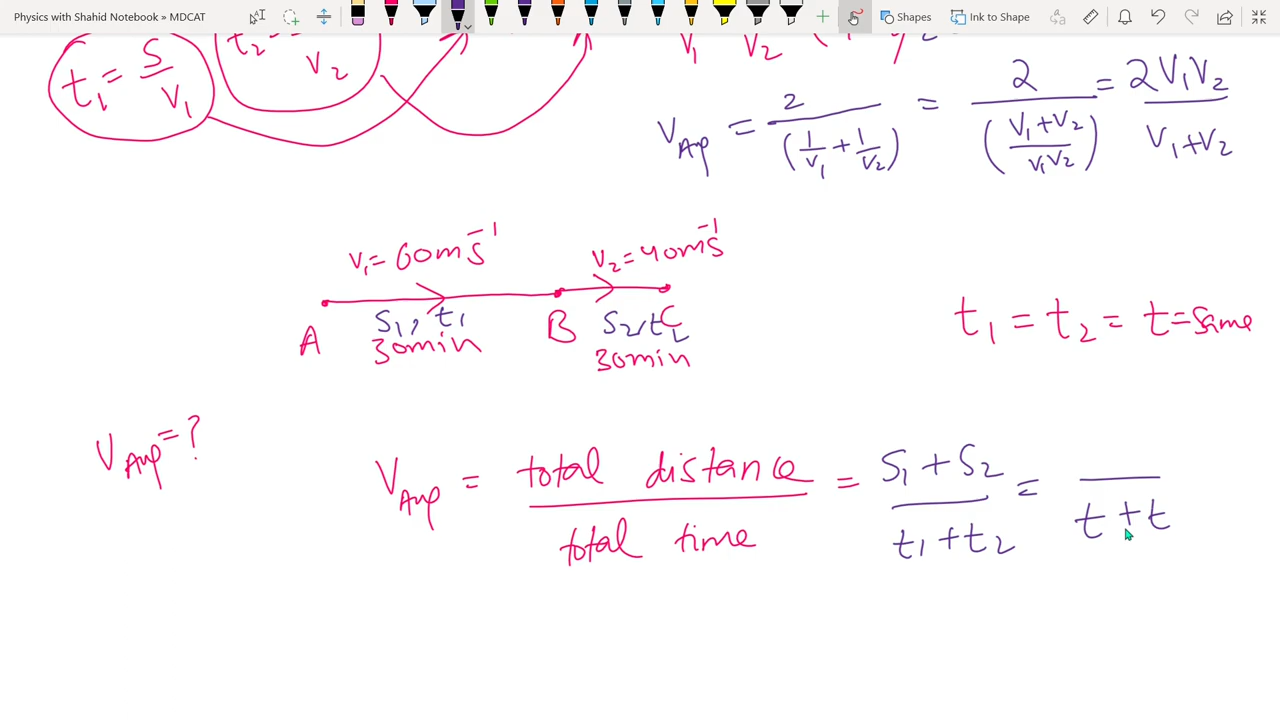 Physics with Shahid Notebook » MDCAT
Shapes
Ink to Shape
t1 = S/V1
t2 = V2
V1 V2
VAvg = 2/(1/V1 + 1/V2) = 2/((V1+V2)/V1V2) = 2V1V2/V1+V2
V1 = 60ms⁻¹
V2 = 40ms⁻¹
A
S1, t1
B
S2, t2
C
30min
30min
t1 = t2 = t = Same
VAvg = ?
VAvg = total distance/total time = S1+S2/t1+t2 = /t+t